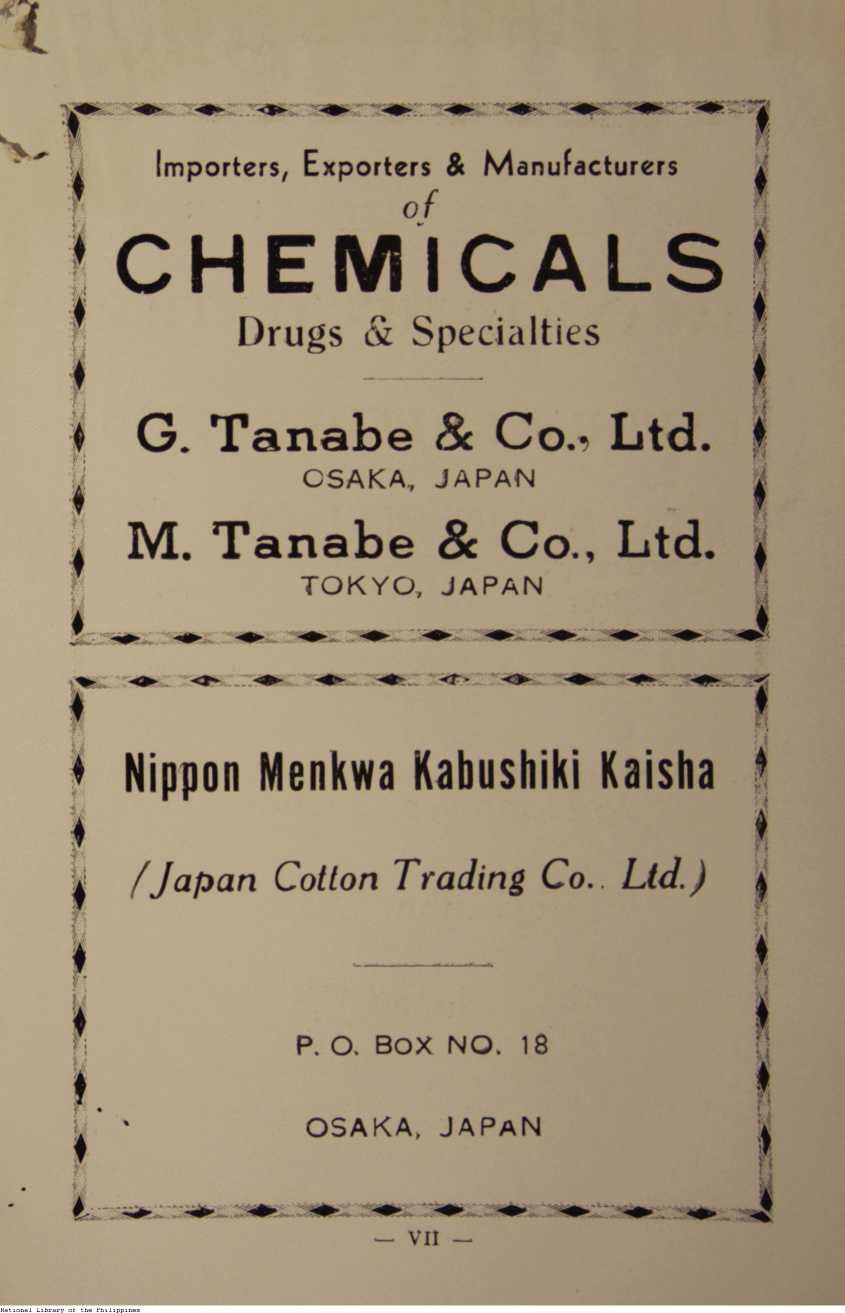 Importers, Exporters & Manufacturers
of
CHEMICALS
Drugs & Specialties
G. Tanabe & Co., Ltd.
OSAKA, JAPAN
M. Tanabe & Co., Ltd.
TOKYO, JAPAN
Nippon Menkwa Kabushiki Kaisha
(Japan Cotton Trading Co.. Ltd.)
P. O. BOX NO. 18
OSAKA, JAPAN
— VII —
National Library of the Philippines